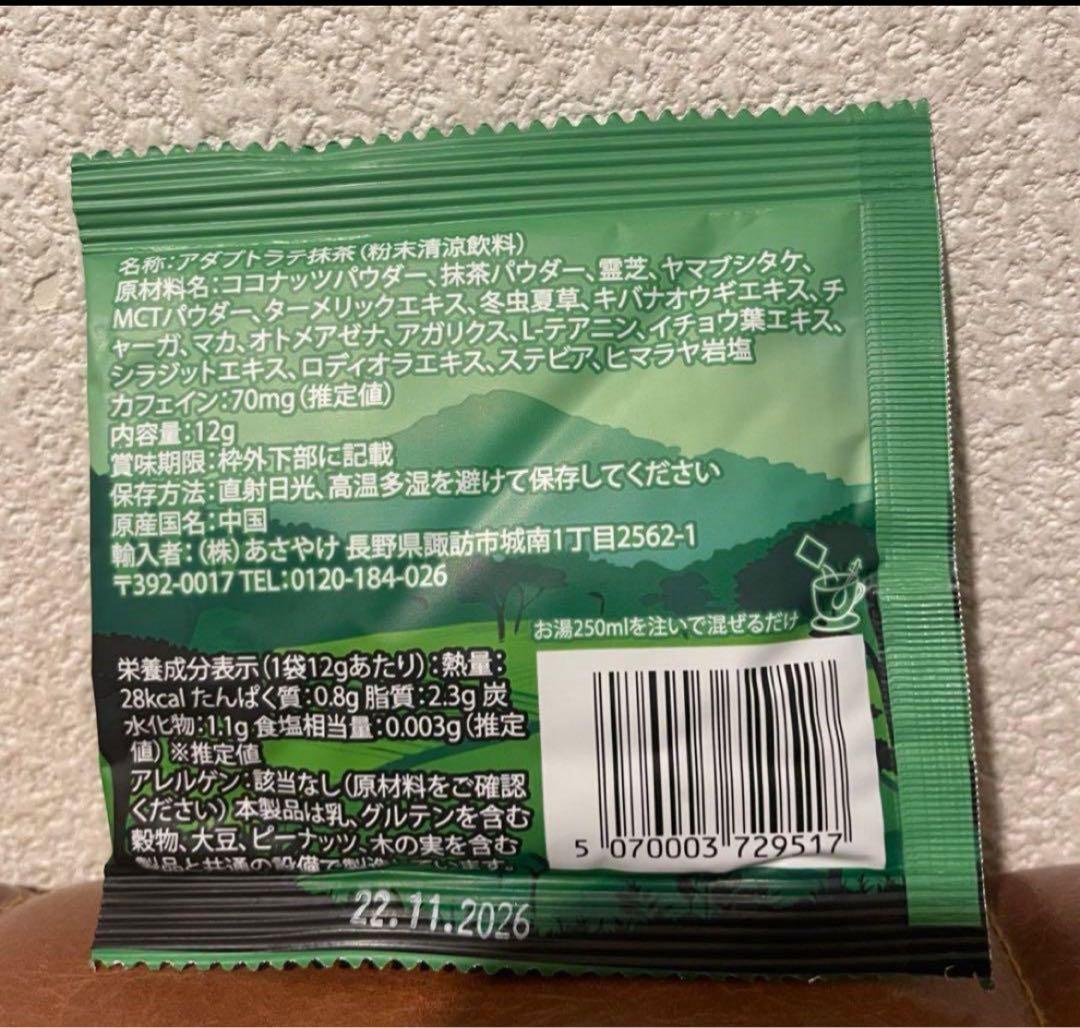 名称：アダプトラテ抹茶（粉末清涼飲料）
原材料名：ココナッツパウダー、抹茶パウダー、霊芝、ヤマブシタケ、
MCTパウダー、ターメリックエキス、冬虫夏草、キバナオウギエキス、チ
ャーガ、マカ、オトメアゼナ、アガリクス、L-テアニン、イチョウ葉エキス、
シラジットエキス、ロディオラエキス、ステビア、ヒマラヤ岩塩
カフェイン：70mg（推定値）
内容量：12g
賞味期限：枠外下部に記載
保存方法：直射日光、高温多湿を避けて保存してください
原産国名：中国
輸入者：（株）あさやけ 長野県諏訪市城南1丁目2562-1
〒392-0017 TEL：0120-184-026
お湯250mlを注いで混ぜるだけ
栄養成分表示（1袋12gあたり）：熱量：
28kcal たんぱく質：0.8g 脂質：2.3g 炭
水化物：1.1g 食塩相当量：0.003g（推定
値）※推定値
アレルゲン：該当なし（原材料をご確認
ください）本製品は乳、グルテンを含む
穀物、大豆、ピーナッツ、木の実を含む
製品と共通の設備で製造しています。
5 070003 729517
22.11.2026